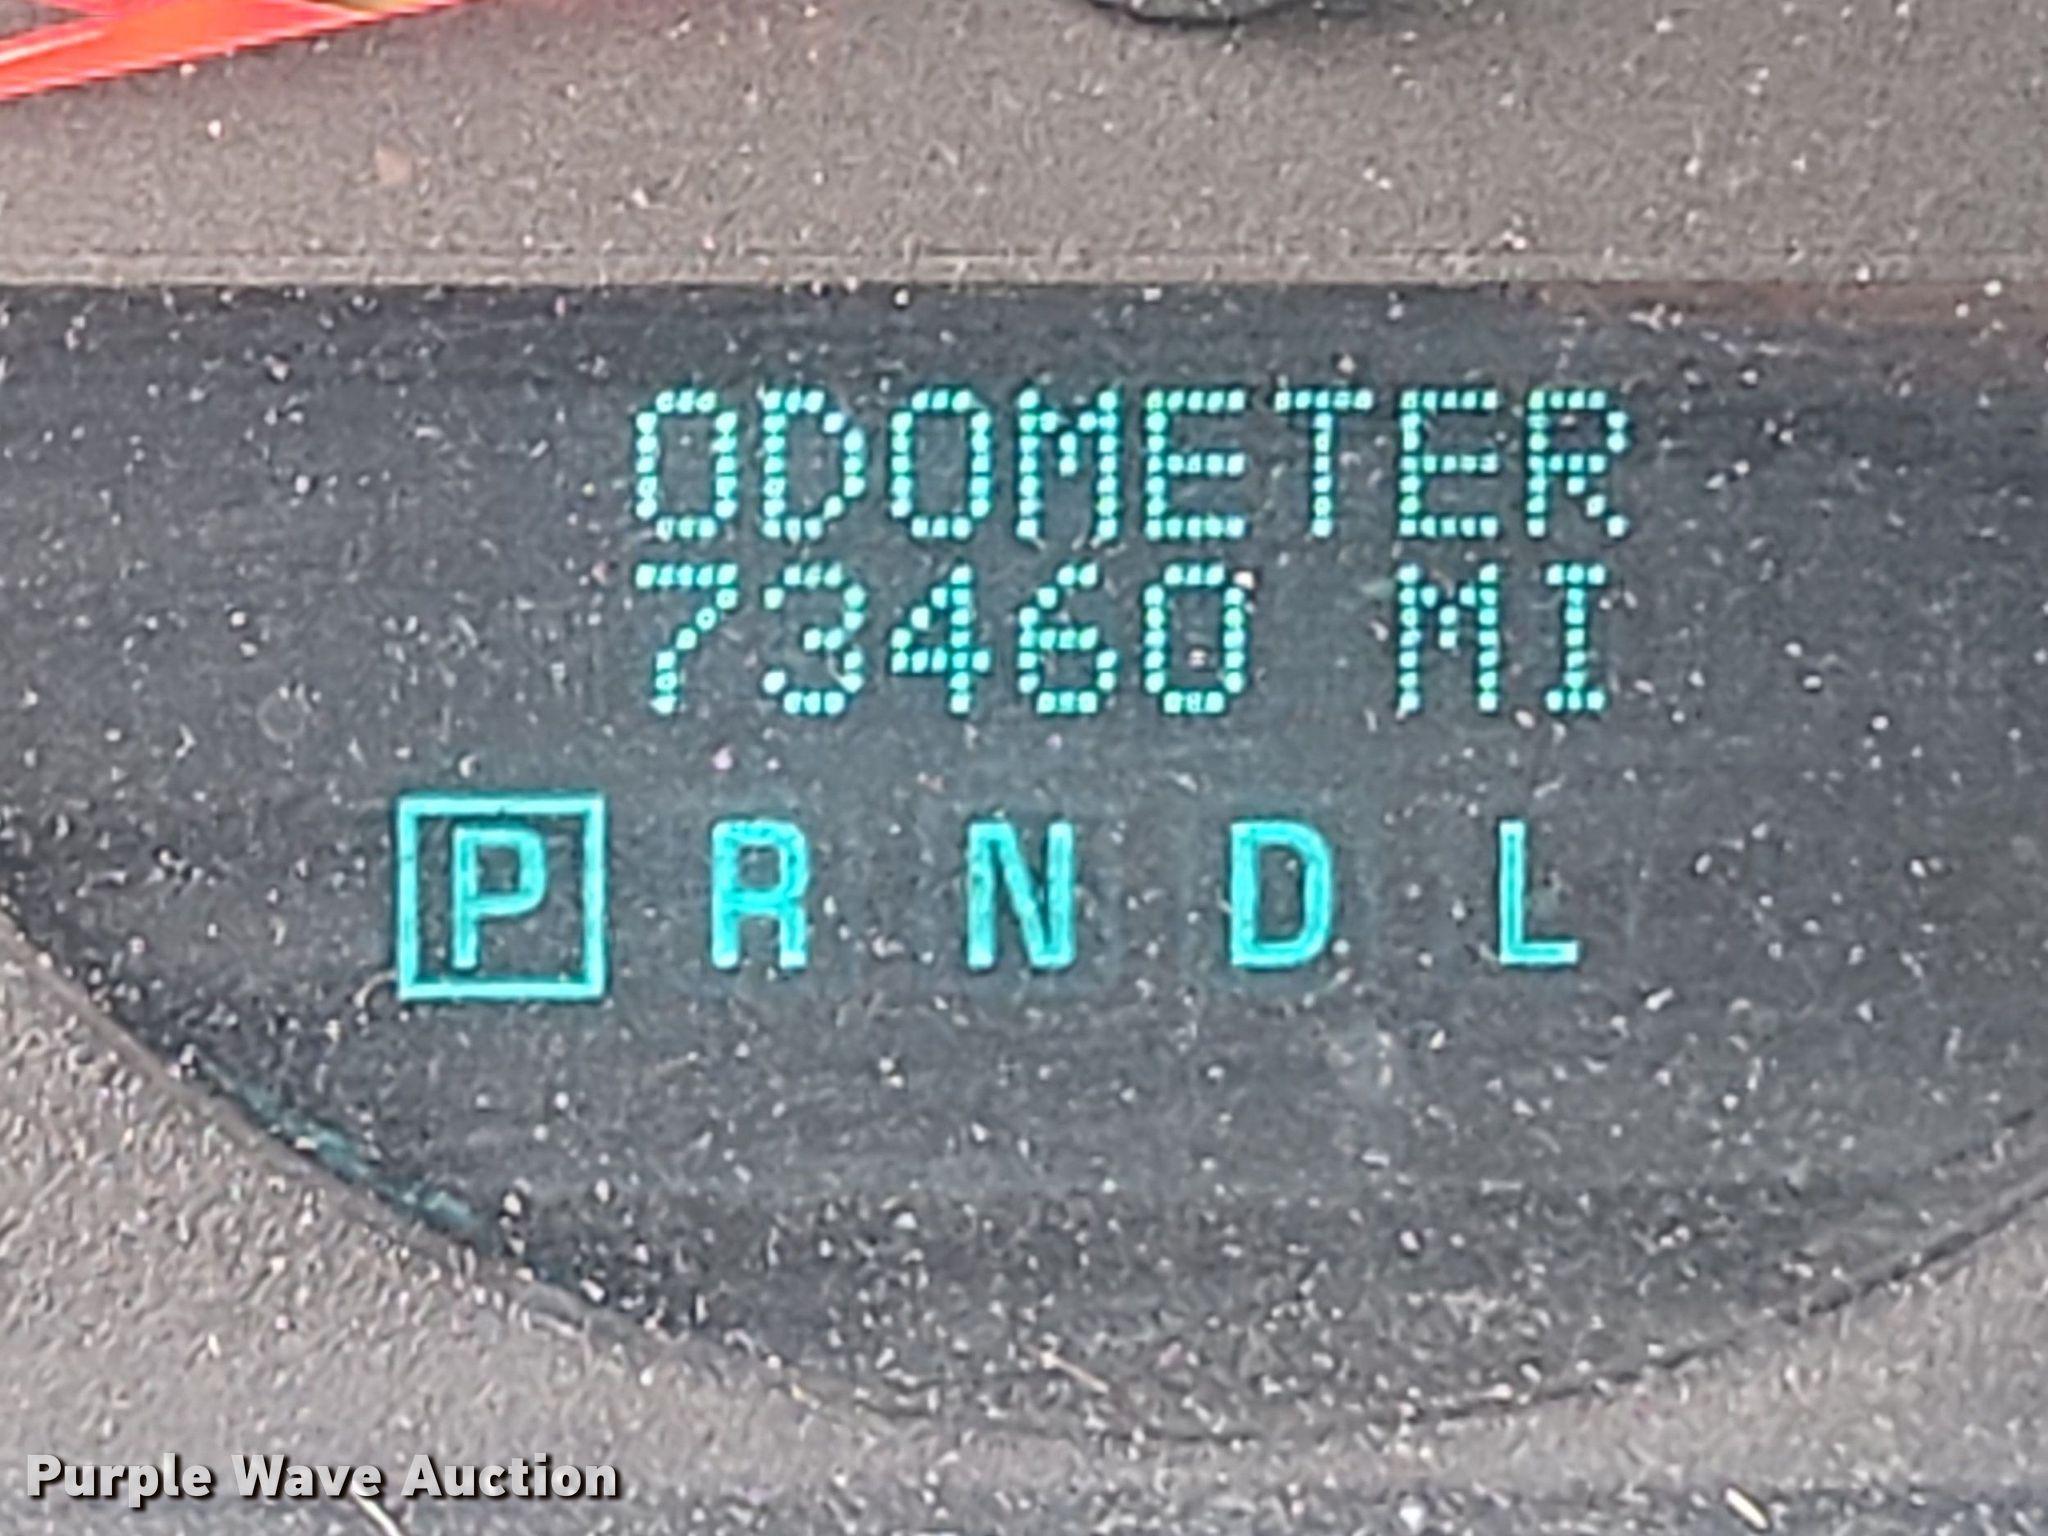 ODOMETER
73460 MI
P R N D L
Purple Wave Auction